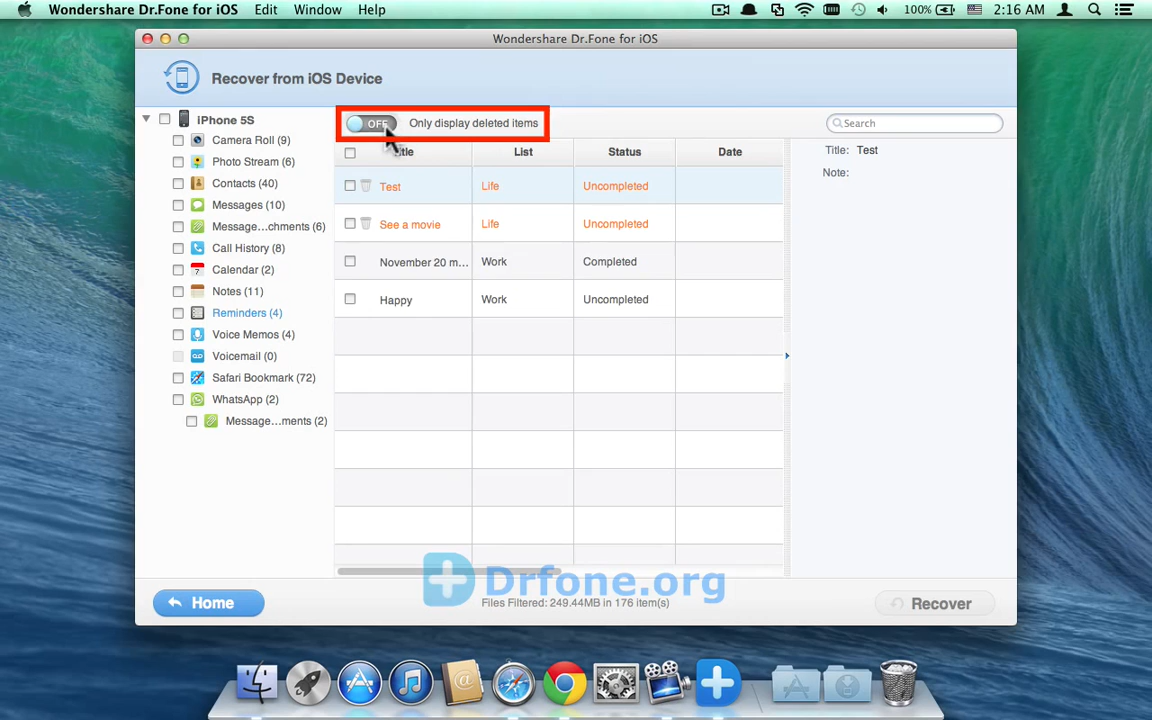 Wondershare Dr.Fone for iOS Edit Window Help 100% 2:16 AM
Wondershare Dr.Fone for iOS
Recover from iOS Device
OFF Only display deleted items
Search
iPhone 5S
Camera Roll (9)
Photo Stream (6)
Contacts (40)
Messages (10)
Message...chments (6)
Call History (8)
Calendar (2)
Notes (11)
Reminders (4)
Voice Memos (4)
Voicemail (0)
Safari Bookmark (72)
WhatsApp (2)
Message...ments (2)
Title List Status Date
Test Life Uncompleted
See a movie Life Uncompleted
November 20 m... Work Completed
Happy Work Uncompleted
Title: Test
Note:
Drfone.org
Files Filtered: 249.44MB in 176 item(s)
Home
Recover